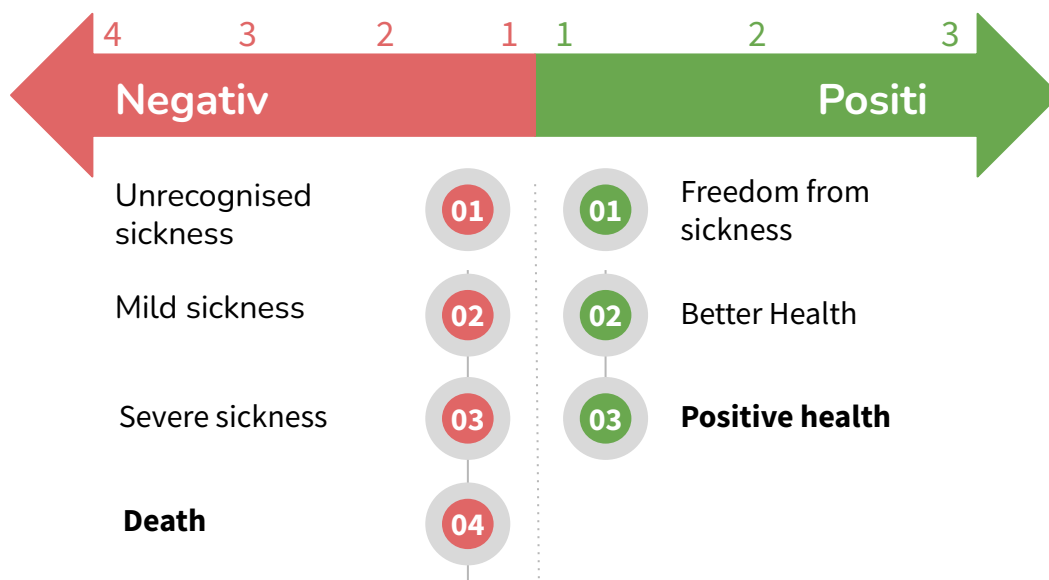 4 3 2 1 1 2 3
Negativ Positi
Unrecognised
sickness
01
01
Freedom from
sickness
Mild sickness
02
02
Better Health
Severe sickness
03
03
Positive health
Death
04